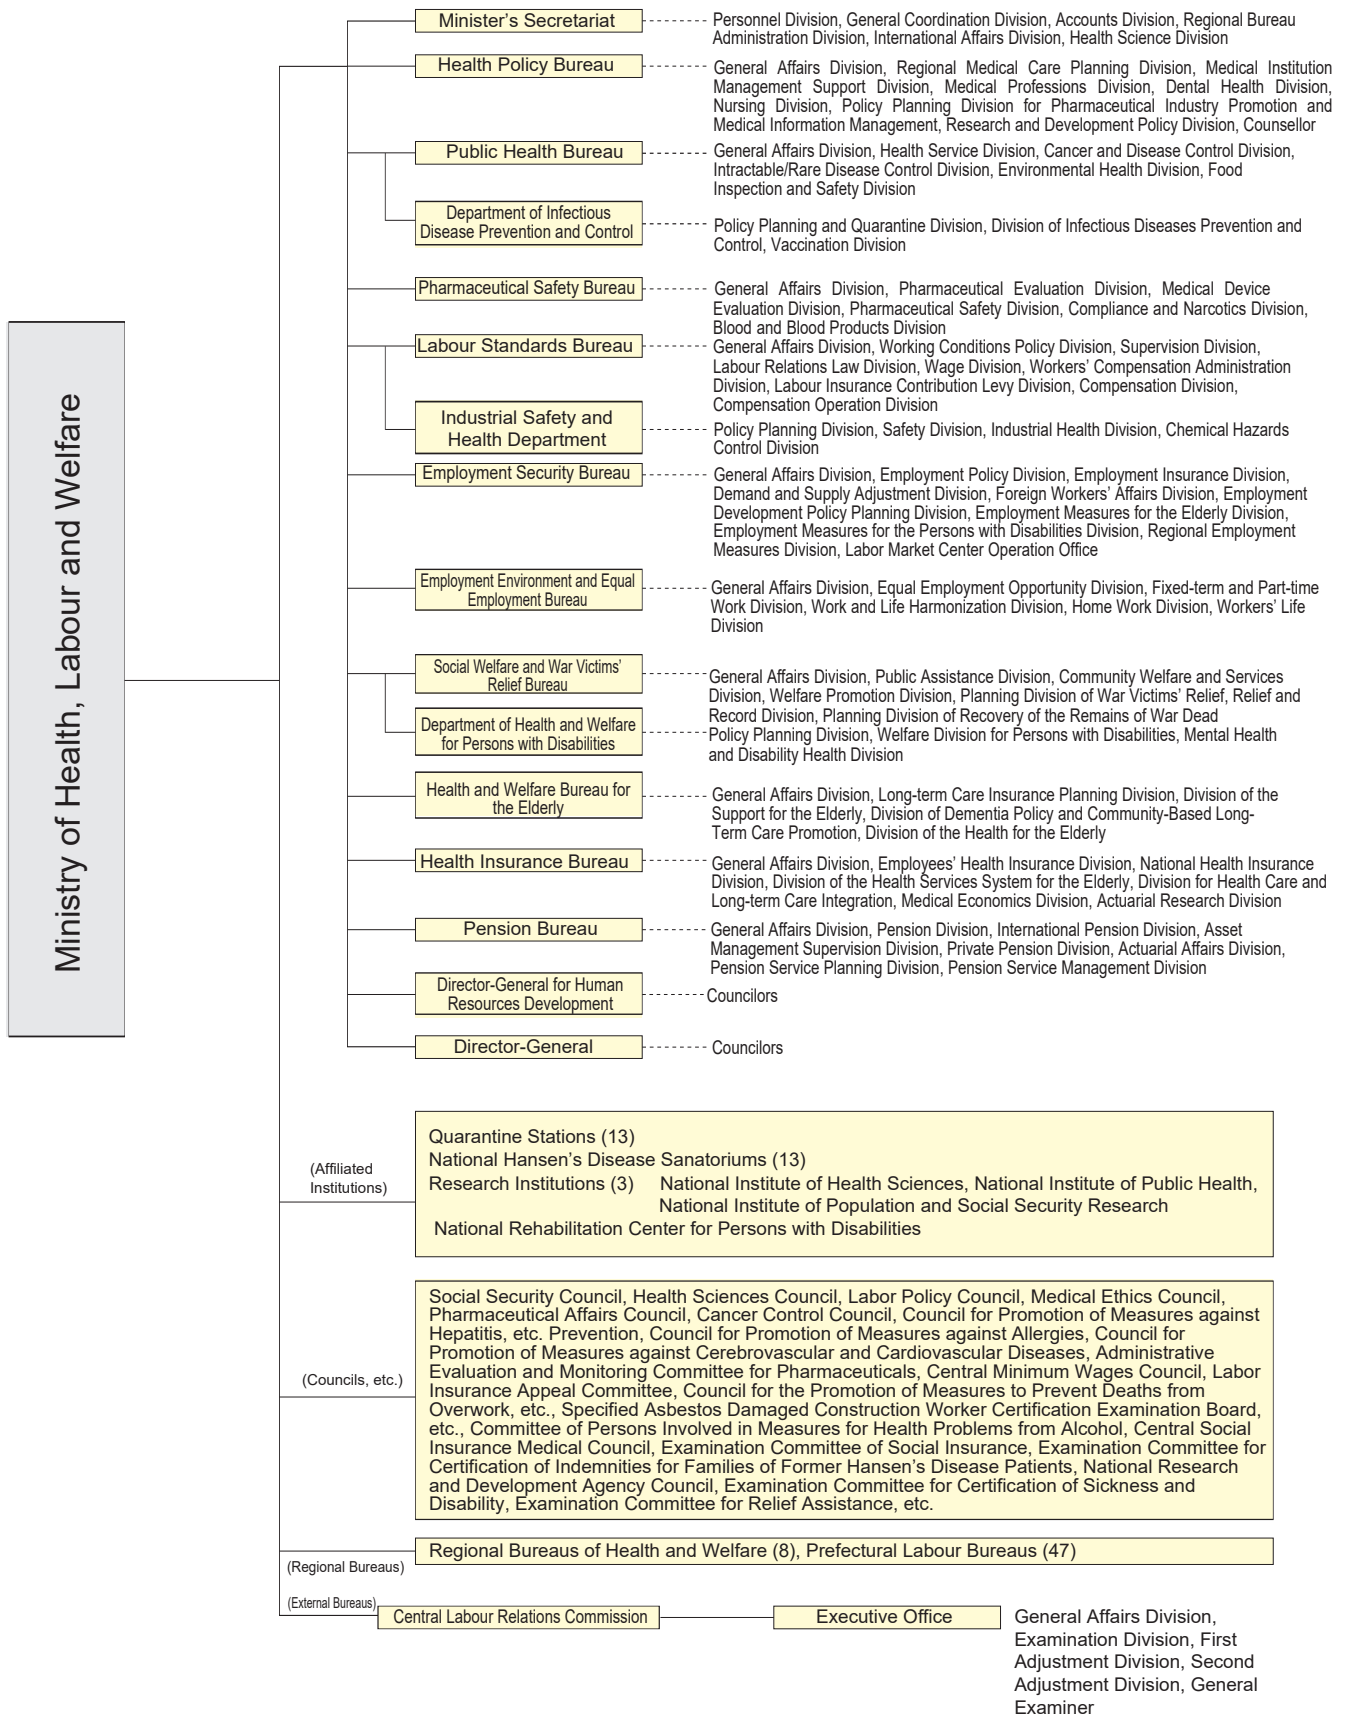 Ministry of Health, Labour and Welfare
Minister’s Secretariat
Personnel Division, General Coordination Division, Accounts Division, Regional Bureau
Administration Division, International Affairs Division, Health Science Division
Health Policy Bureau
General Affairs Division, Regional Medical Care Planning Division, Medical Institution
Management Support Division, Medical Professions Division, Dental Health Division,
Nursing Division, Policy Planning Division for Pharmaceutical Industry Promotion and
Medical Information Management, Research and Development Policy Division, Counsellor
Public Health Bureau
General Affairs Division, Health Service Division, Cancer and Disease Control Division,
Intractable/Rare Disease Control Division, Environmental Health Division, Food
Inspection and Safety Division
Department of Infectious
Disease Prevention and Control
Policy Planning and Quarantine Division, Division of Infectious Diseases Prevention and
Control, Vaccination Division
Pharmaceutical Safety Bureau
General Affairs Division, Pharmaceutical Evaluation Division, Medical Device
Evaluation Division, Pharmaceutical Safety Division, Compliance and Narcotics Division,
Blood and Blood Products Division
Labour Standards Bureau
General Affairs Division, Working Conditions Policy Division, Supervision Division,
Labour Relations Law Division, Wage Division, Workers’ Compensation Administration
Division, Labour Insurance Contribution Levy Division, Compensation Division,
Compensation Operation Division
Industrial Safety and
Health Department
Policy Planning Division, Safety Division, Industrial Health Division, Chemical Hazards
Control Division
Employment Security Bureau
General Affairs Division, Employment Policy Division, Employment Insurance Division,
Demand and Supply Adjustment Division, Foreign Workers’ Affairs Division, Employment
Development Policy Planning Division, Employment Measures for the Elderly Division,
Employment Measures for the Persons with Disabilities Division, Regional Employment
Measures Division, Labor Market Center Operation Office
Employment Environment and Equal
Employment Bureau
General Affairs Division, Equal Employment Opportunity Division, Fixed-term and Part-time
Work Division, Work and Life Harmonization Division, Home Work Division, Workers’ Life
Division
Social Welfare and War Victims’
Relief Bureau
General Affairs Division, Public Assistance Division, Community Welfare and Services
Division, Welfare Promotion Division, Planning Division of War Victims’ Relief, Relief and
Record Division, Planning Division of Recovery of the Remains of War Dead
Department of Health and Welfare
for Persons with Disabilities
Policy Planning Division, Welfare Division for Persons with Disabilities, Mental Health
and Disability Health Division
Health and Welfare Bureau for
the Elderly
General Affairs Division, Long-term Care Insurance Planning Division, Division of the
Support for the Elderly, Division of Dementia Policy and Community-Based Long-
Term Care Promotion, Division of the Health for the Elderly
Health Insurance Bureau
General Affairs Division, Employees’ Health Insurance Division, National Health Insurance
Division, Division of the Health Services System for the Elderly, Division for Health Care and
Long-term Care Integration, Medical Economics Division, Actuarial Research Division
Pension Bureau
General Affairs Division, Pension Division, International Pension Division, Asset
Management Supervision Division, Private Pension Division, Actuarial Affairs Division,
Pension Service Planning Division, Pension Service Management Division
Director-General for Human
Resources Development
Councilors
Director-General
Councilors
(Affiliated
Institutions)
Quarantine Stations (13)
National Hansen’s Disease Sanatoriums (13)
Research Institutions (3) National Institute of Health Sciences, National Institute of Public Health,
National Institute of Population and Social Security Research
National Rehabilitation Center for Persons with Disabilities
(Councils, etc.)
Social Security Council, Health Sciences Council, Labor Policy Council, Medical Ethics Council,
Pharmaceutical Affairs Council, Cancer Control Council, Council for Promotion of Measures against
Hepatitis, etc. Prevention, Council for Promotion of Measures against Allergies, Council for
Promotion of Measures against Cerebrovascular and Cardiovascular Diseases, Administrative
Evaluation and Monitoring Committee for Pharmaceuticals, Central Minimum Wages Council, Labor
Insurance Appeal Committee, Council for the Promotion of Measures to Prevent Deaths from
Overwork, etc., Specified Asbestos Damaged Construction Worker Certification Examination Board,
etc., Committee of Persons Involved in Measures for Health Problems from Alcohol, Central Social
Insurance Medical Council, Examination Committee of Social Insurance, Examination Committee for
Certification of Indemnities for Families of Former Hansen’s Disease Patients, National Research
and Development Agency Council, Examination Committee for Certification of Sickness and
Disability, Examination Committee for Relief Assistance, etc.
(Regional Bureaus)
Regional Bureaus of Health and Welfare (8), Prefectural Labour Bureaus (47)
(External Bureaus)
Central Labour Relations Commission
Executive Office
General Affairs Division,
Examination Division, First
Adjustment Division, Second
Adjustment Division, General
Examiner